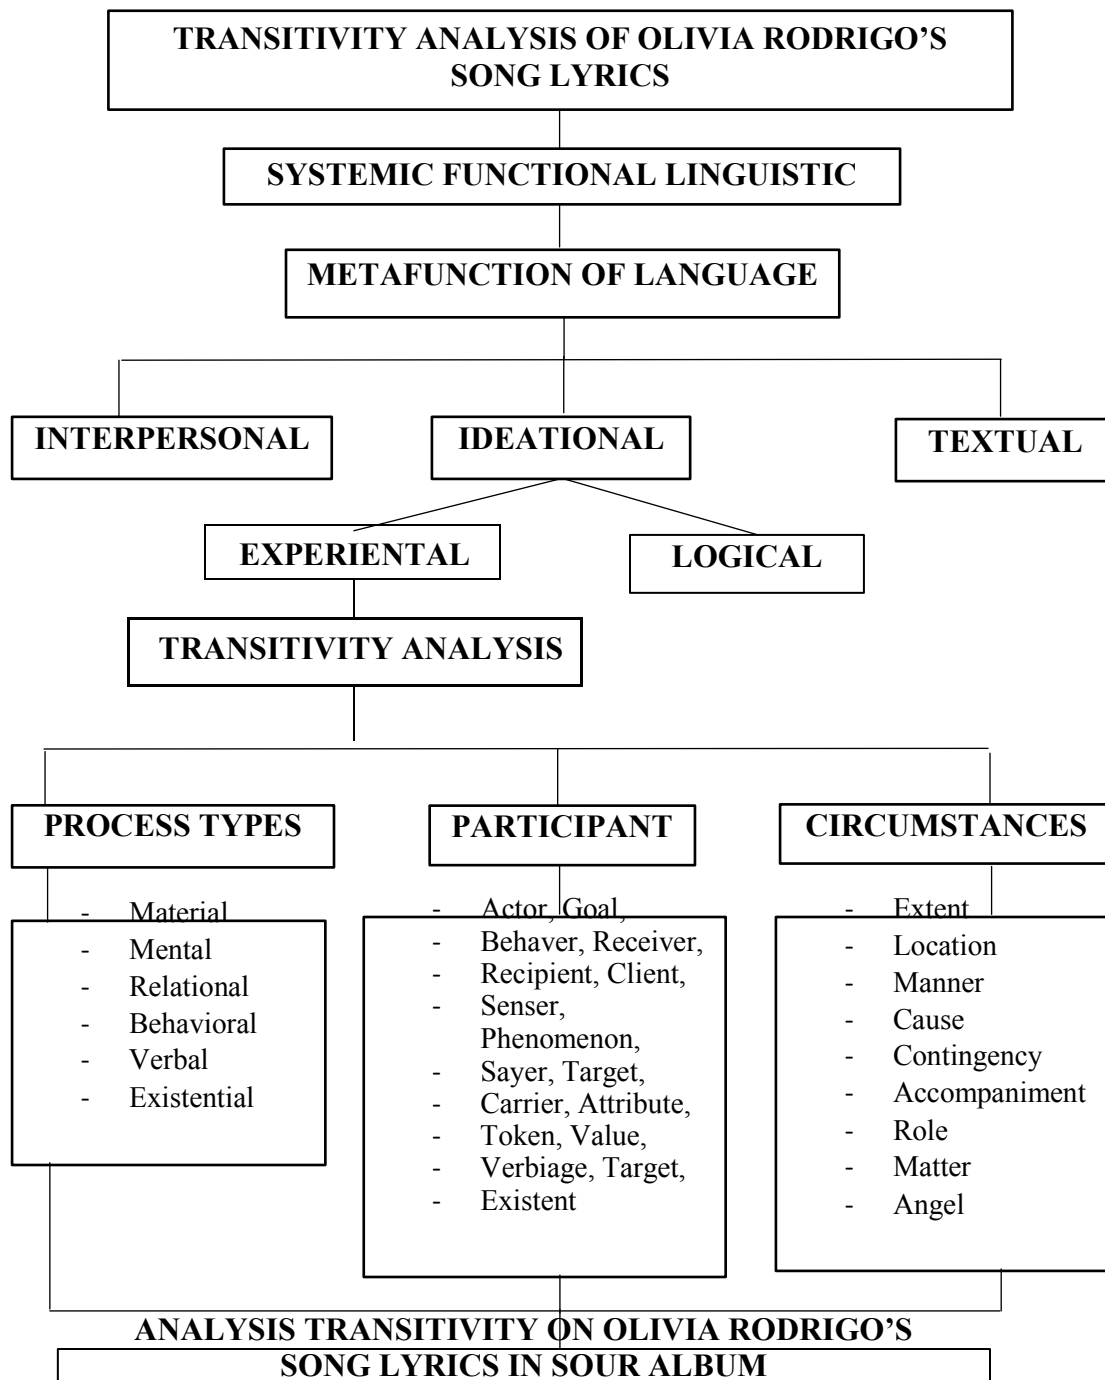 TRANSITIVITY ANALYSIS OF OLIVIA RODRIGO’S
SONG LYRICS
SYSTEMIC FUNCTIONAL LINGUISTIC
METAFUNCTION OF LANGUAGE
INTERPERSONAL
IDEATIONAL
TEXTUAL
EXPERIENTAL
LOGICAL
TRANSITIVITY ANALYSIS
PROCESS TYPES
- Material
- Mental
- Relational
- Behavioral
- Verbal
- Existential
PARTICIPANT
- Actor, Goal,
- Behaver, Receiver,
- Recipient, Client,
- Senser,
Phenomenon,
- Sayer, Target,
- Carrier, Attribute,
- Token, Value,
- Verbiage, Target,
- Existent
CIRCUMSTANCES
- Extent
- Location
- Manner
- Cause
- Contingency
- Accompaniment
- Role
- Matter
- Angel
ANALYSIS TRANSITIVITY ON OLIVIA RODRIGO’S
SONG LYRICS IN SOUR ALBUM